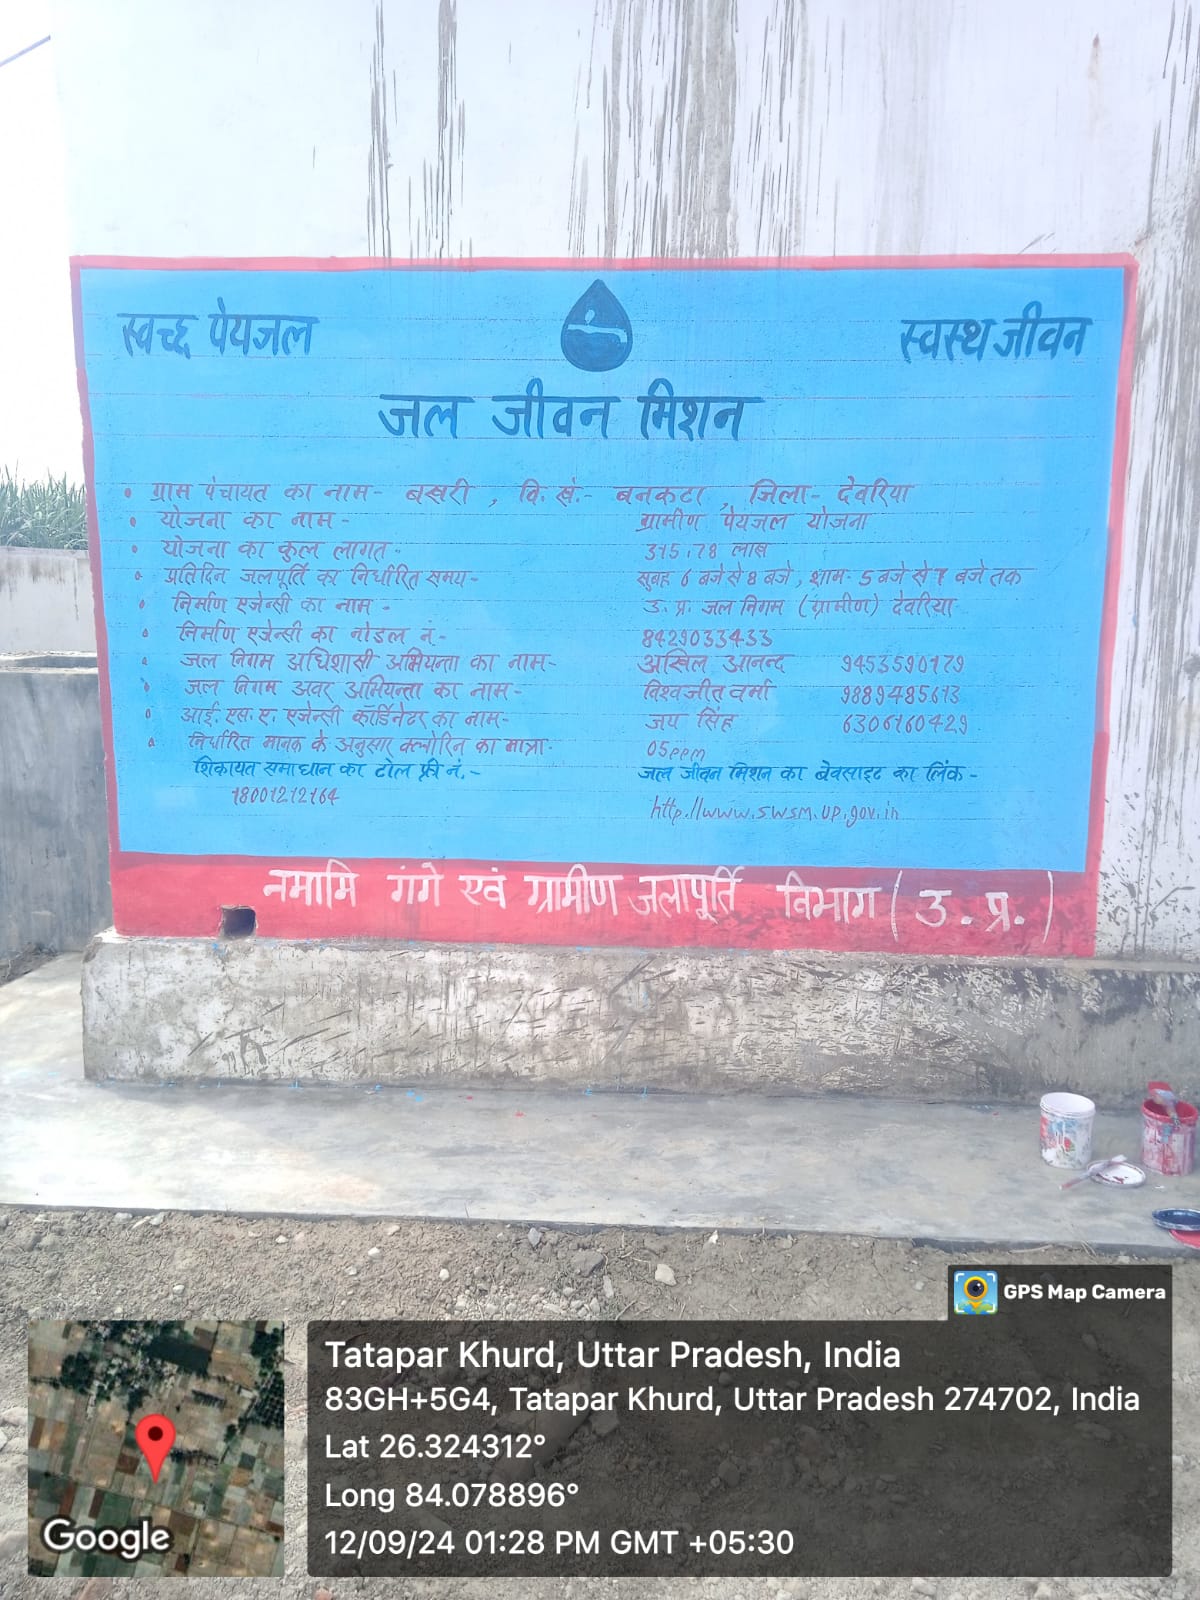 स्वच्छ पेयजल
स्वस्थ जीवन
जल जीवन मिशन
• ग्राम पंचायत का नाम- बखरी , वि. खं.- बनकटा , जिला- देवरिया
• योजना का नाम - ग्रामीण पेयजल योजना
• योजना का कुल लागत - 315.78 लाख
• प्रतिदिन जलपूर्ति का निर्धारित समय- सुबह 6 बजे से 8 बजे , शाम- 5 बजे से 7 बजे तक
• निर्माण एजेन्सी का नाम - उ. प्र. जल निगम (ग्रामीण) देवरिया
• निर्माण एजेन्सी का नोडल नं.- 8429033433
• जल निगम अधिशासी अभियन्ता का नाम- अखिल आनन्द 9453590179
• जल निगम अवर अभियन्ता का नाम - विश्वजीत वर्मा 9889485613
• आई. एस. ए. एजेन्सी कॉर्डिनेटर का नाम- जय सिंह 6306160429
• निर्धारित मानक के अनुसार क्लोरिन का मात्रा- 05ppm
शिकायत समाधान का टोल फ्री नं.-
18001212164
जल जीवन मिशन का वेबसाइट का लिंक -
http://www.swsm.up.gov.in
नमामि गंगे एवं ग्रामीण जलापूर्ति विभाग (उ. प्र.)
GPS Map Camera
Tatapar Khurd, Uttar Pradesh, India
83GH+5G4, Tatapar Khurd, Uttar Pradesh 274702, India
Lat 26.324312°
Long 84.078896°
12/09/24 01:28 PM GMT +05:30
Google